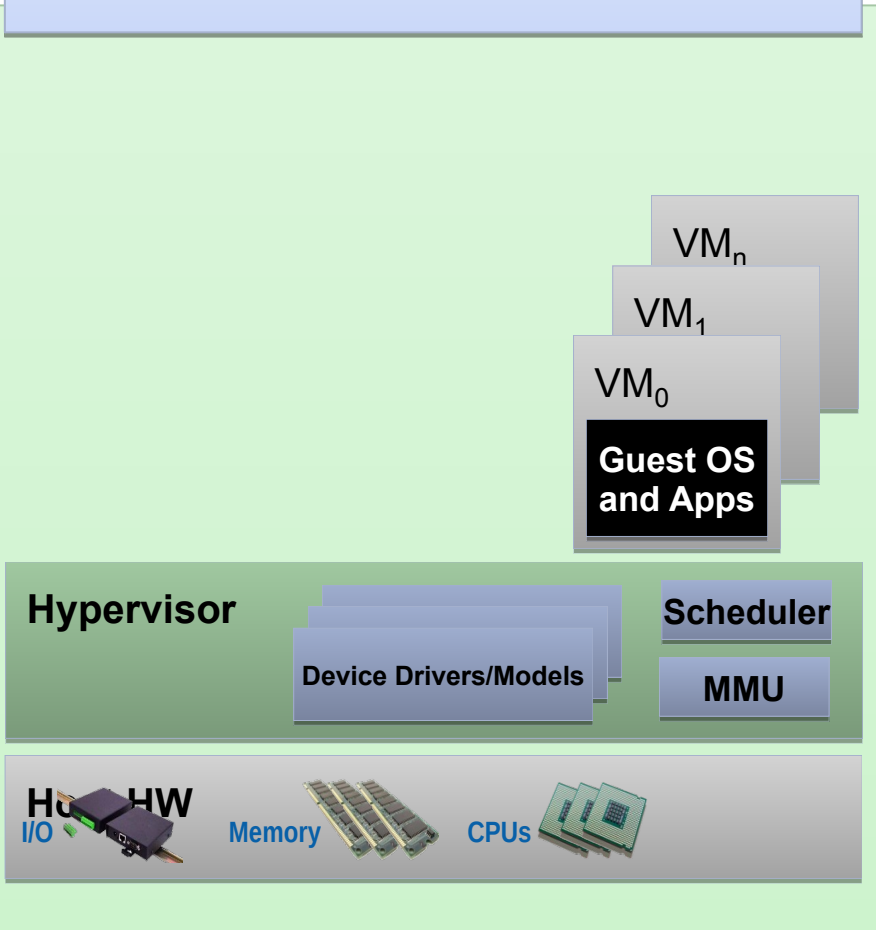 VMn
VM1
VM0
Guest OS
and Apps
Hypervisor
Scheduler
Device Drivers/Models
MMU
HW
I/O
Memory
CPUs